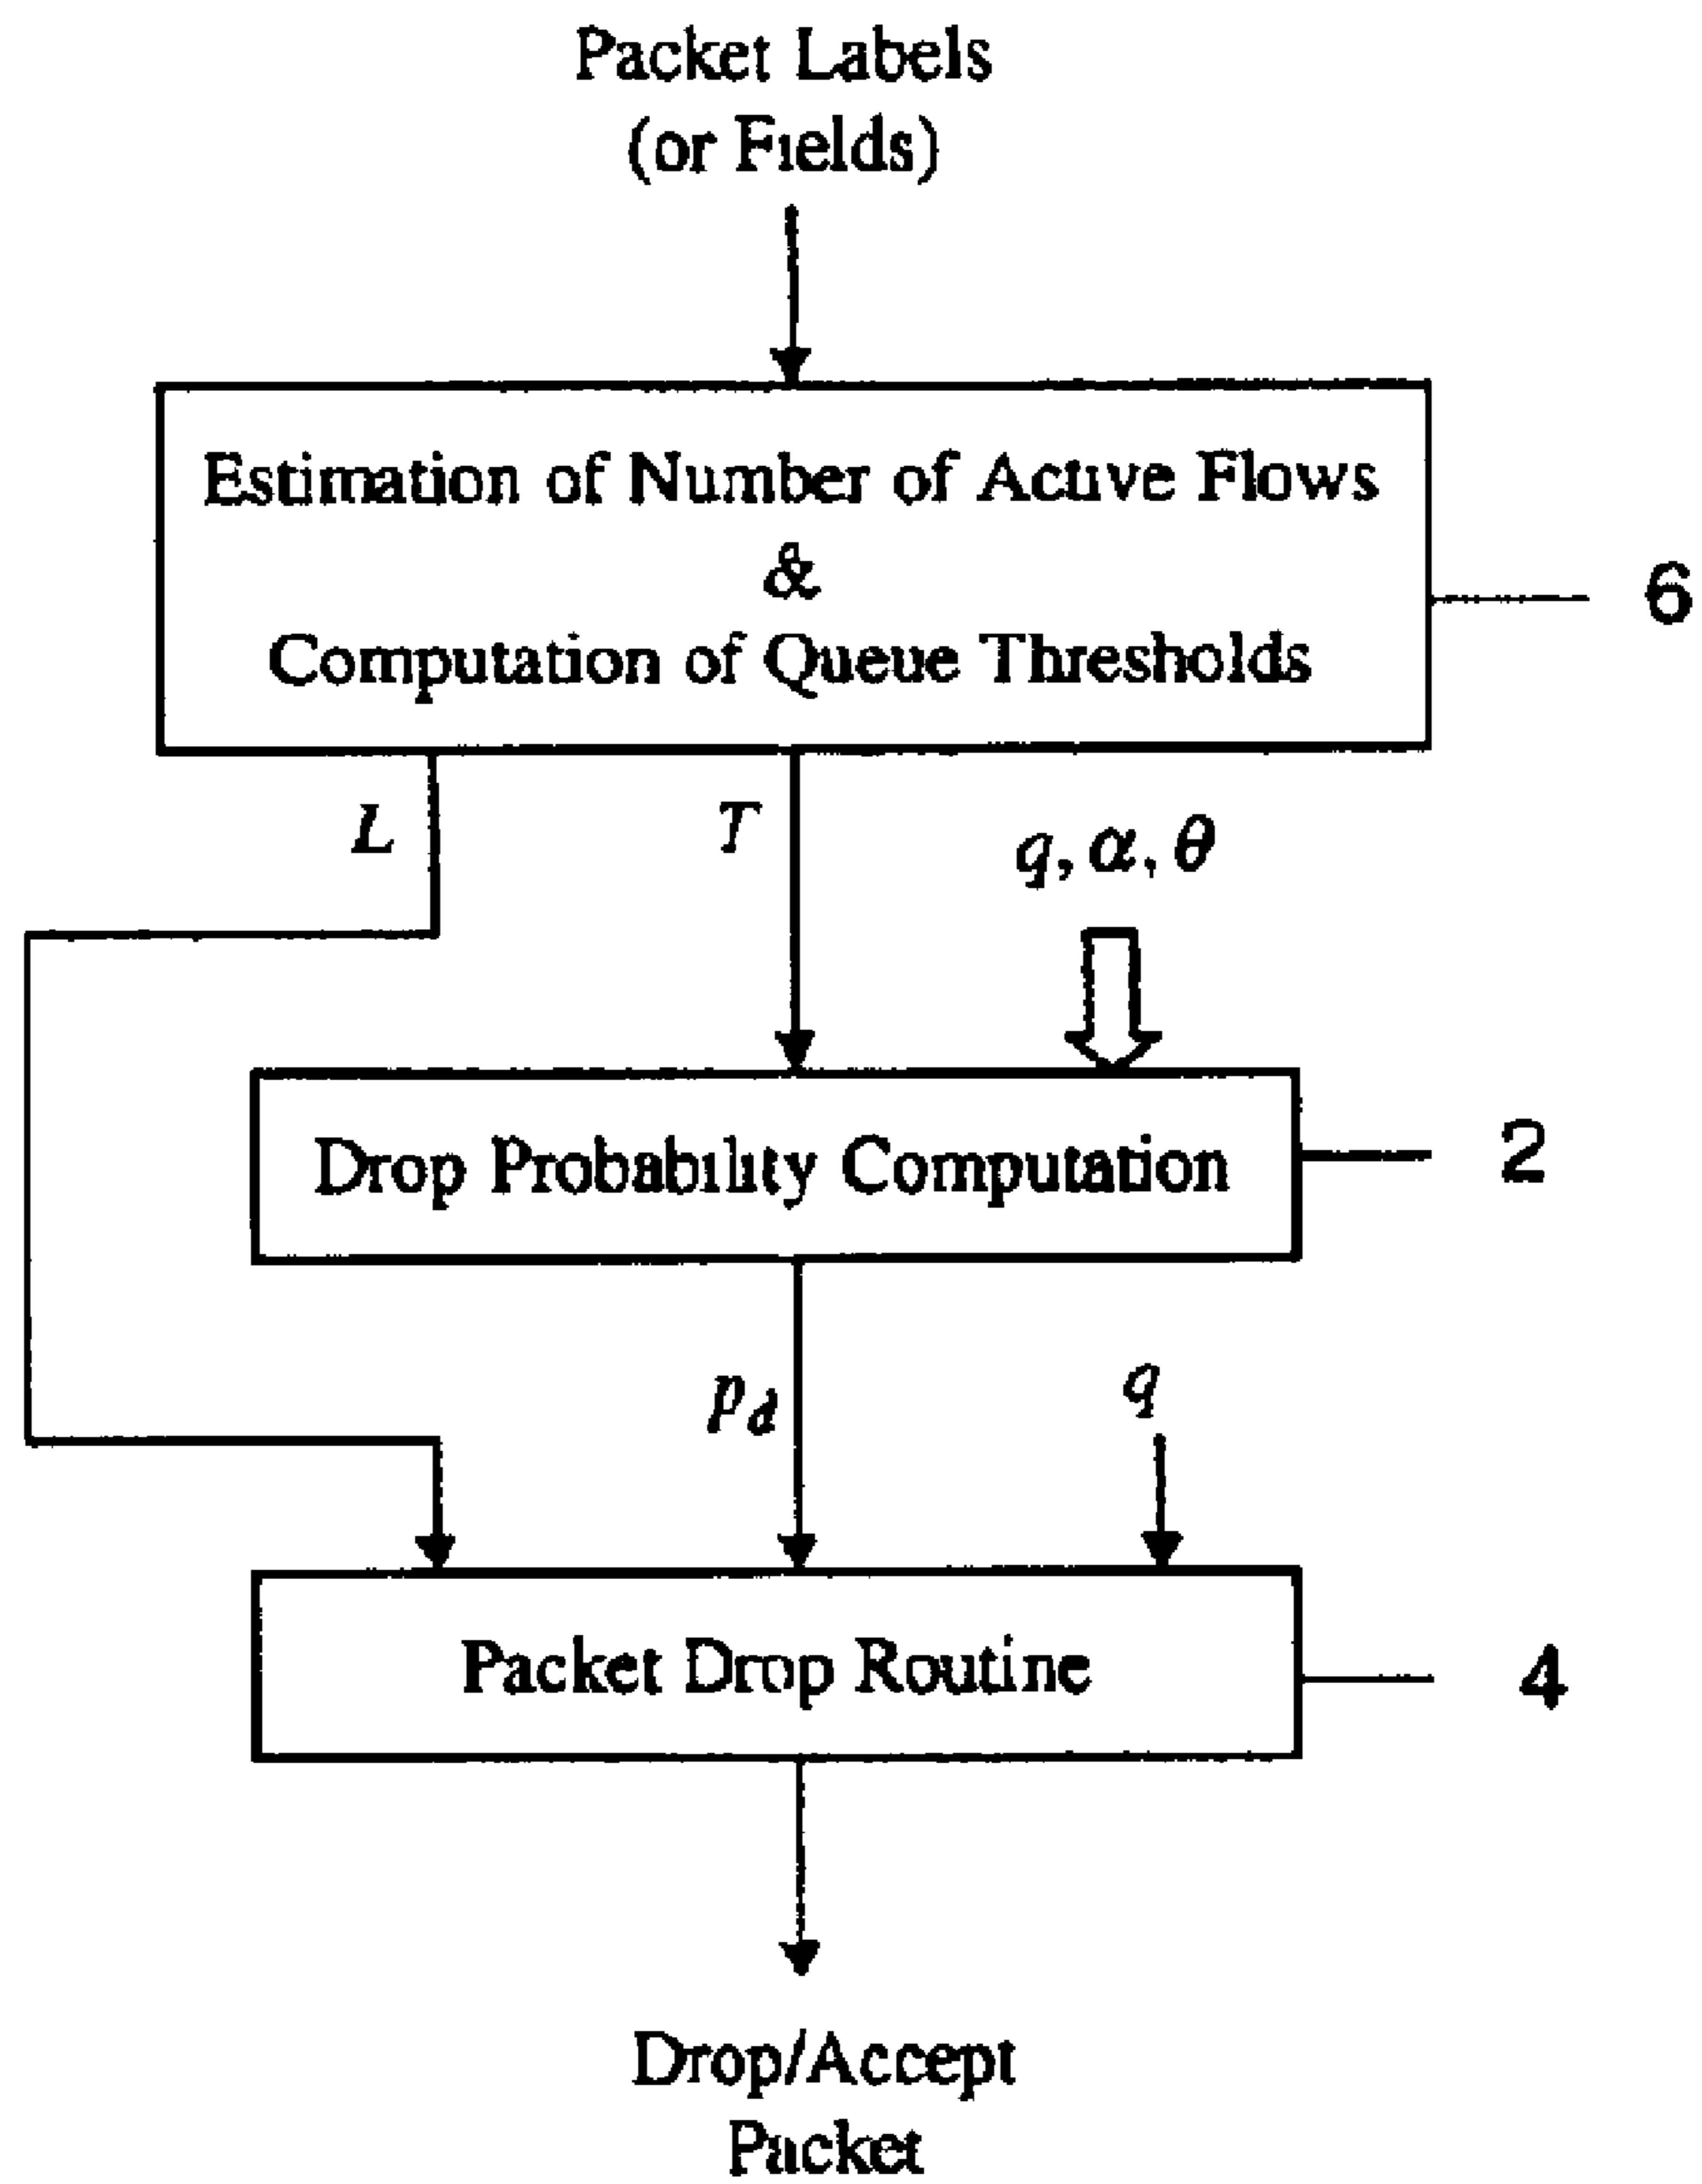 Packet Labels
(or Fields)
Estimation of Number of Active Flows
&
Computation of Queue Thresholds
6
L
T
q, α, θ
Drop Probability Computation
2
p_d
q
Packet Drop Routine
4
Drop/Accept
Packet